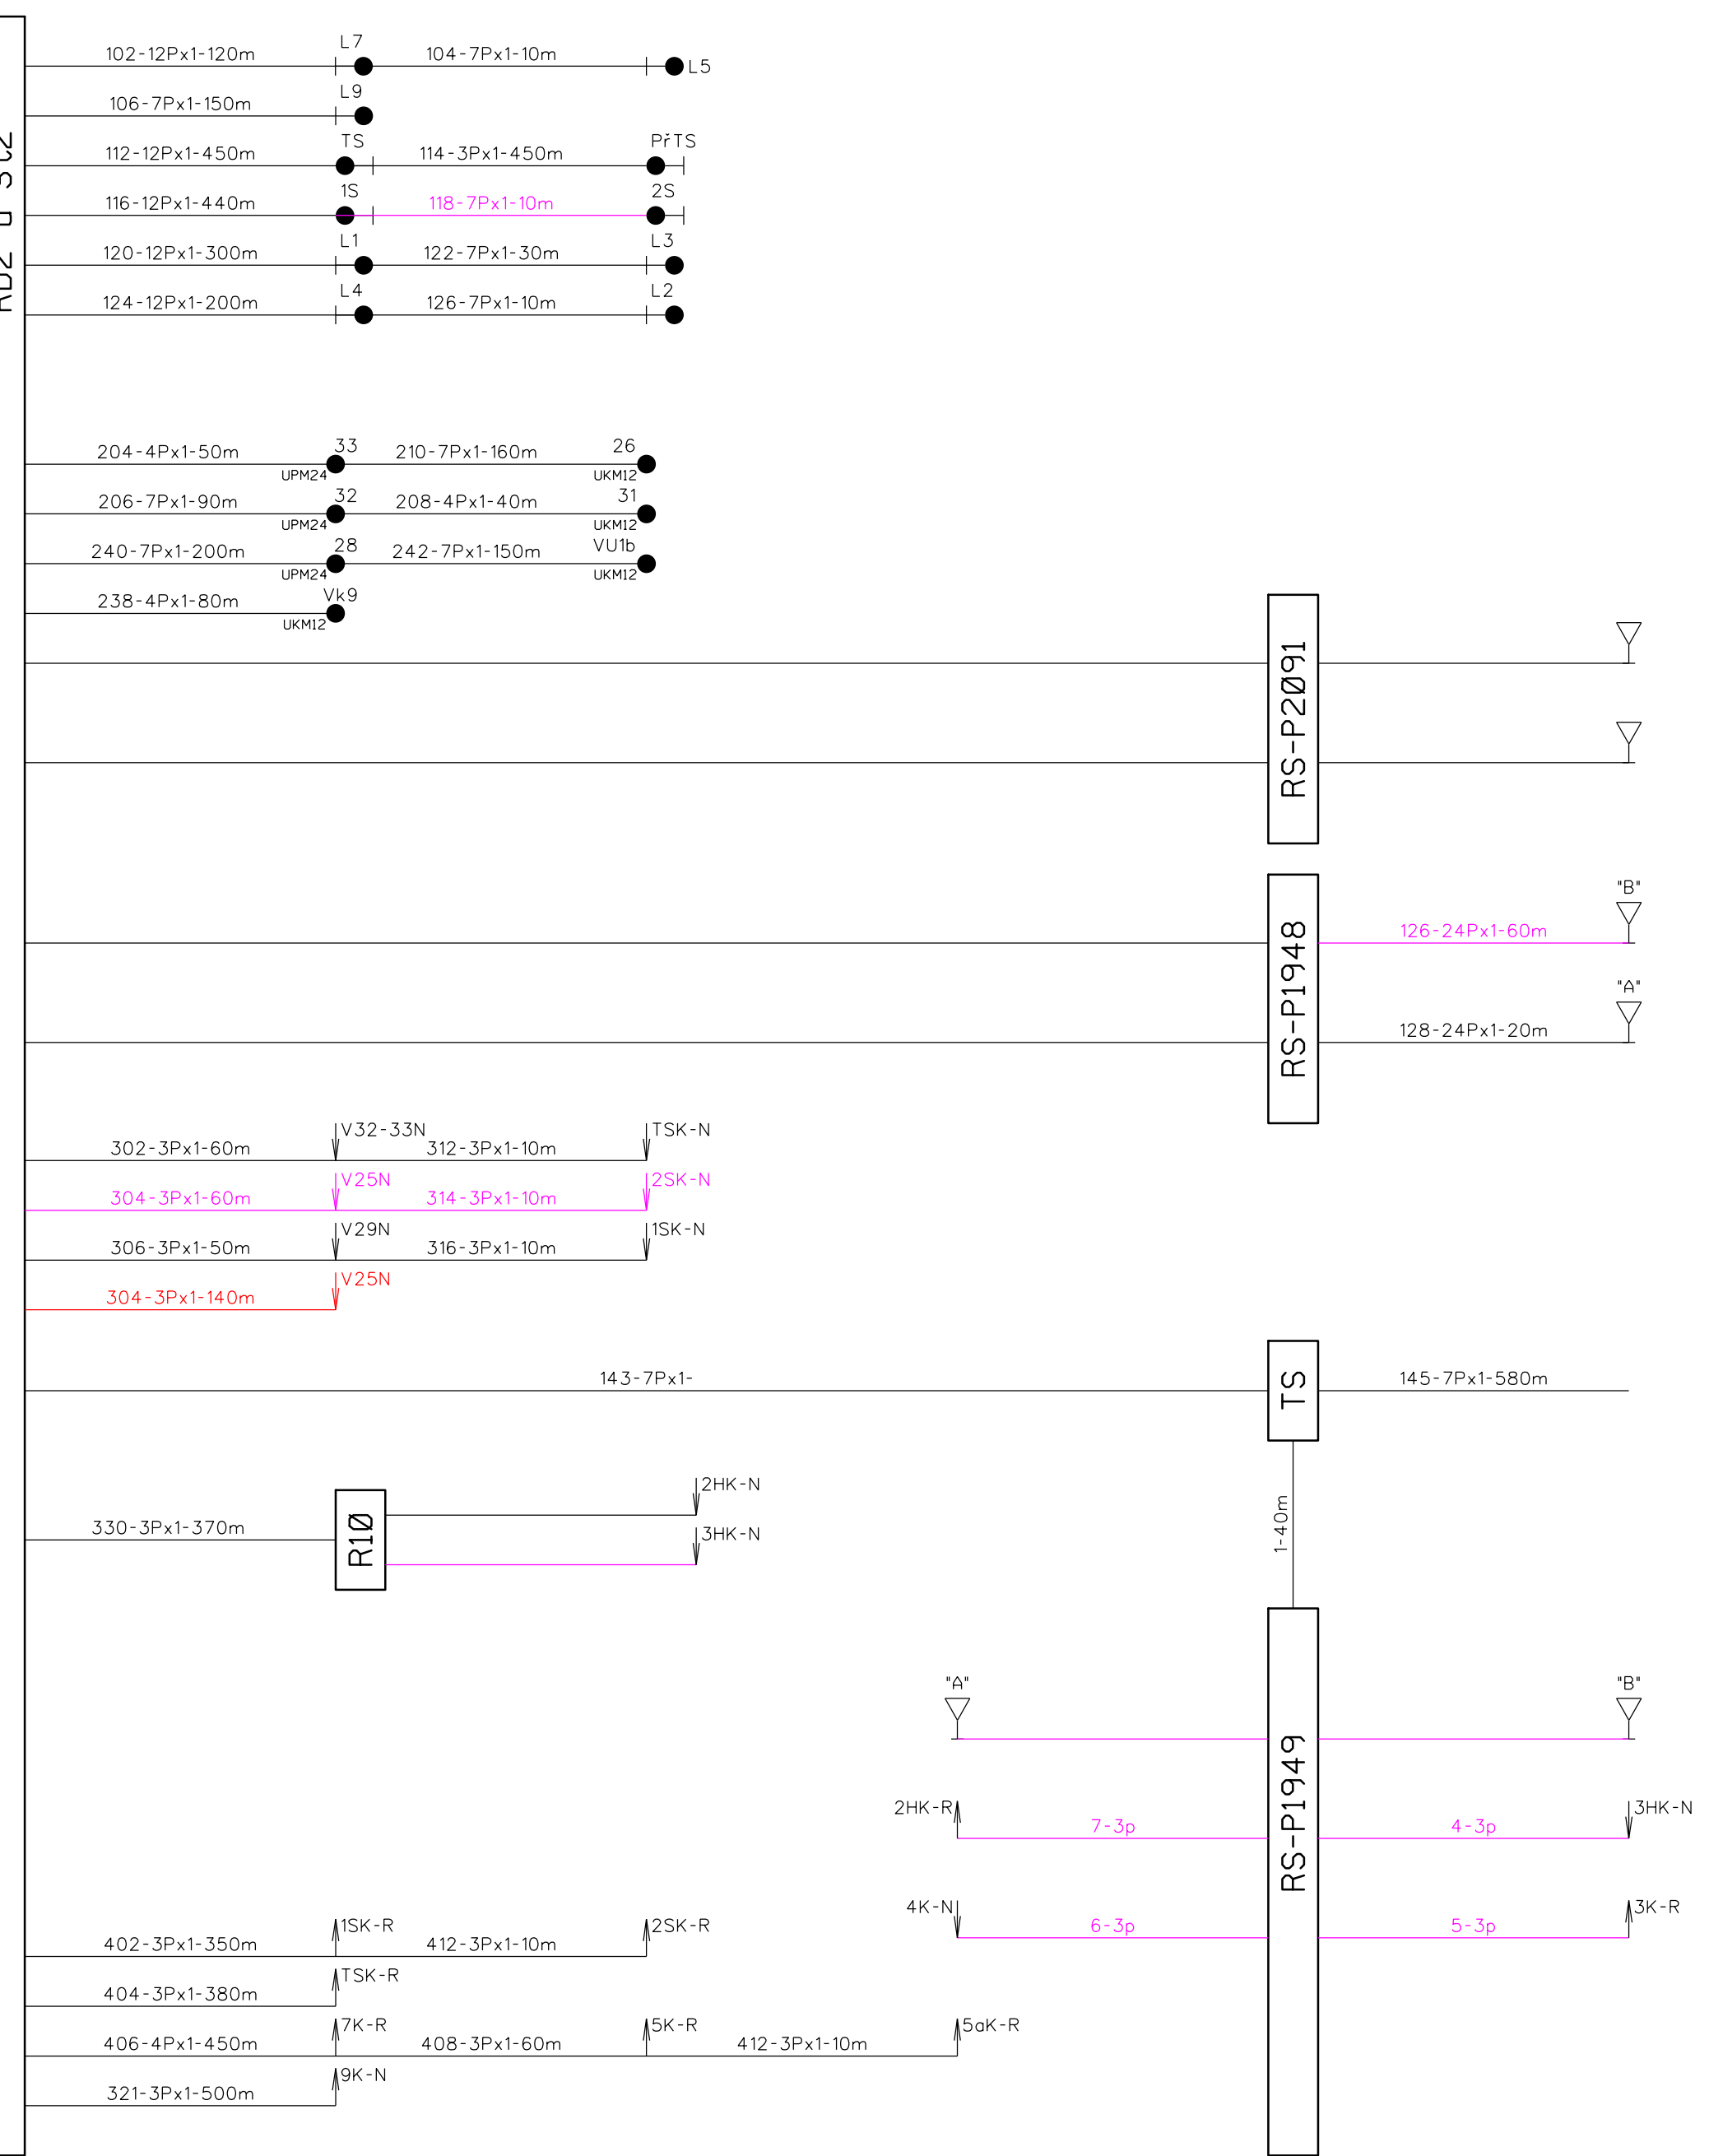 L7
102-12Px1-120m
104-7Px1-10m
L5
L9
106-7Px1-150m
TS
PřTS
112-12Px1-450m
114-3Px1-450m
1S
2S
116-12Px1-440m
118-7Px1-10m
L1
L3
120-12Px1-300m
122-7Px1-30m
L4
L2
124-12Px1-200m
126-7Px1-10m
204-4Px1-50m
33
210-7Px1-160m
26
UPM24
UKM12
206-7Px1-90m
32
208-4Px1-40m
31
UPM24
UKM12
240-7Px1-200m
28
242-7Px1-150m
VU1b
UPM24
UKM12
238-4Px1-80m
Vk9
UKM12
RS-P2091
RS-P1948
"B"
126-24Px1-60m
"A"
128-24Px1-20m
V32-33N
TSK-N
302-3Px1-60m
312-3Px1-10m
V25N
2SK-N
304-3Px1-60m
314-3Px1-10m
V29N
1SK-N
306-3Px1-50m
316-3Px1-10m
V25N
304-3Px1-140m
143-7Px1-
TS
145-7Px1-580m
1-40m
2HK-N
330-3Px1-370m
R10
3HK-N
"A"
"B"
RS-P1949
2HK-R
7-3p
4-3p
3HK-N
4K-N
6-3p
5-3p
3K-R
1SK-R
2SK-R
402-3Px1-350m
412-3Px1-10m
TSK-R
404-3Px1-380m
7K-R
5K-R
5aK-R
406-4Px1-450m
408-3Px1-60m
412-3Px1-10m
9K-N
321-3Px1-500m